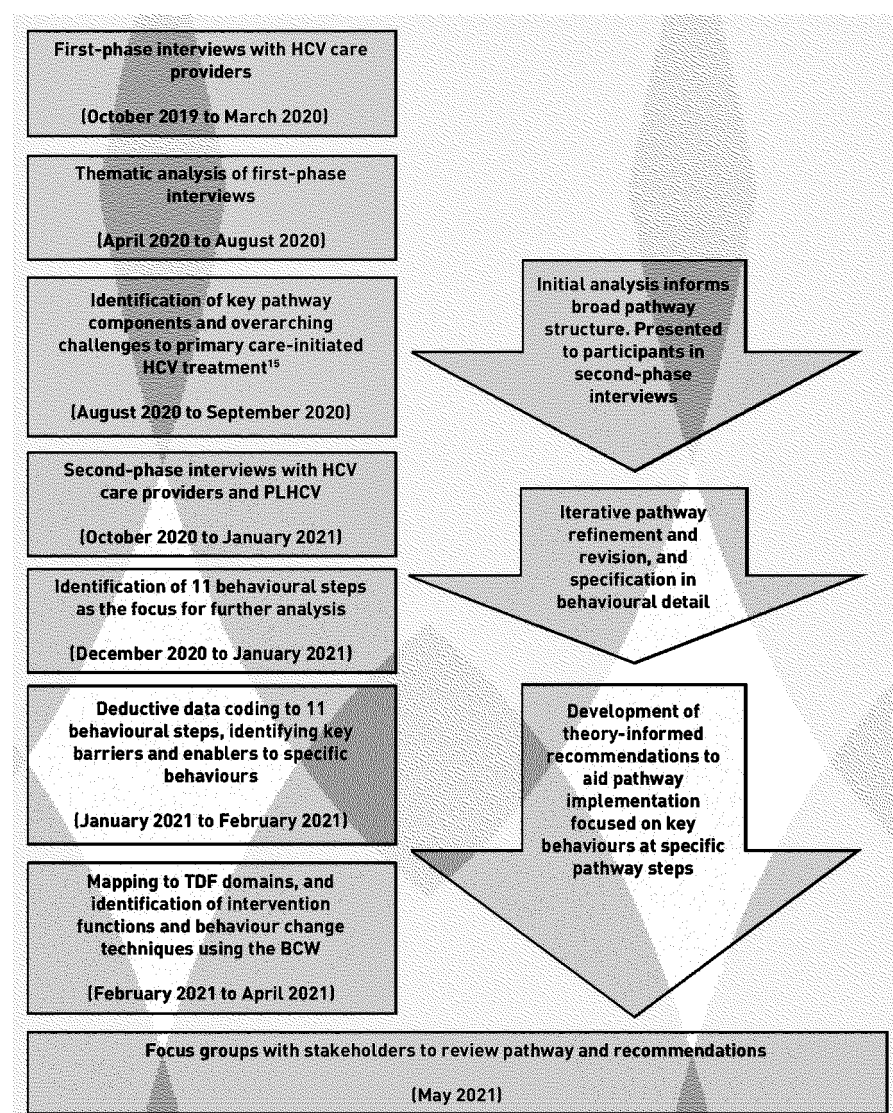 First-phase interviews with HCV care
providers
(October 2019 to March 2020)
Thematic analysis of first-phase
interviews
(April 2020 to August 2020)
Identification of key pathway
components and overarching
challenges to primary care-initiated
HCV treatment¹⁵
(August 2020 to September 2020)
Second-phase interviews with HCV
care providers and PLHCV
(October 2020 to January 2021)
Identification of 11 behavioural steps
as the focus for further analysis
(December 2020 to January 2021)
Deductive data coding to 11
behavioural steps, identifying key
barriers and enablers to specific
behaviours
(January 2021 to February 2021)
Mapping to TDF domains, and
identification of intervention
functions and behaviour change
techniques using the BCW
(February 2021 to April 2021)
Initial analysis informs
broad pathway
structure. Presented
to participants in
second-phase
interviews
Iterative pathway
refinement and
revision, and
specification in
behavioural detail
Development of
theory-informed
recommendations to
aid pathway
implementation
focused on key
behaviours at specific
pathway steps
Focus groups with stakeholders to review pathway and recommendations
(May 2021)